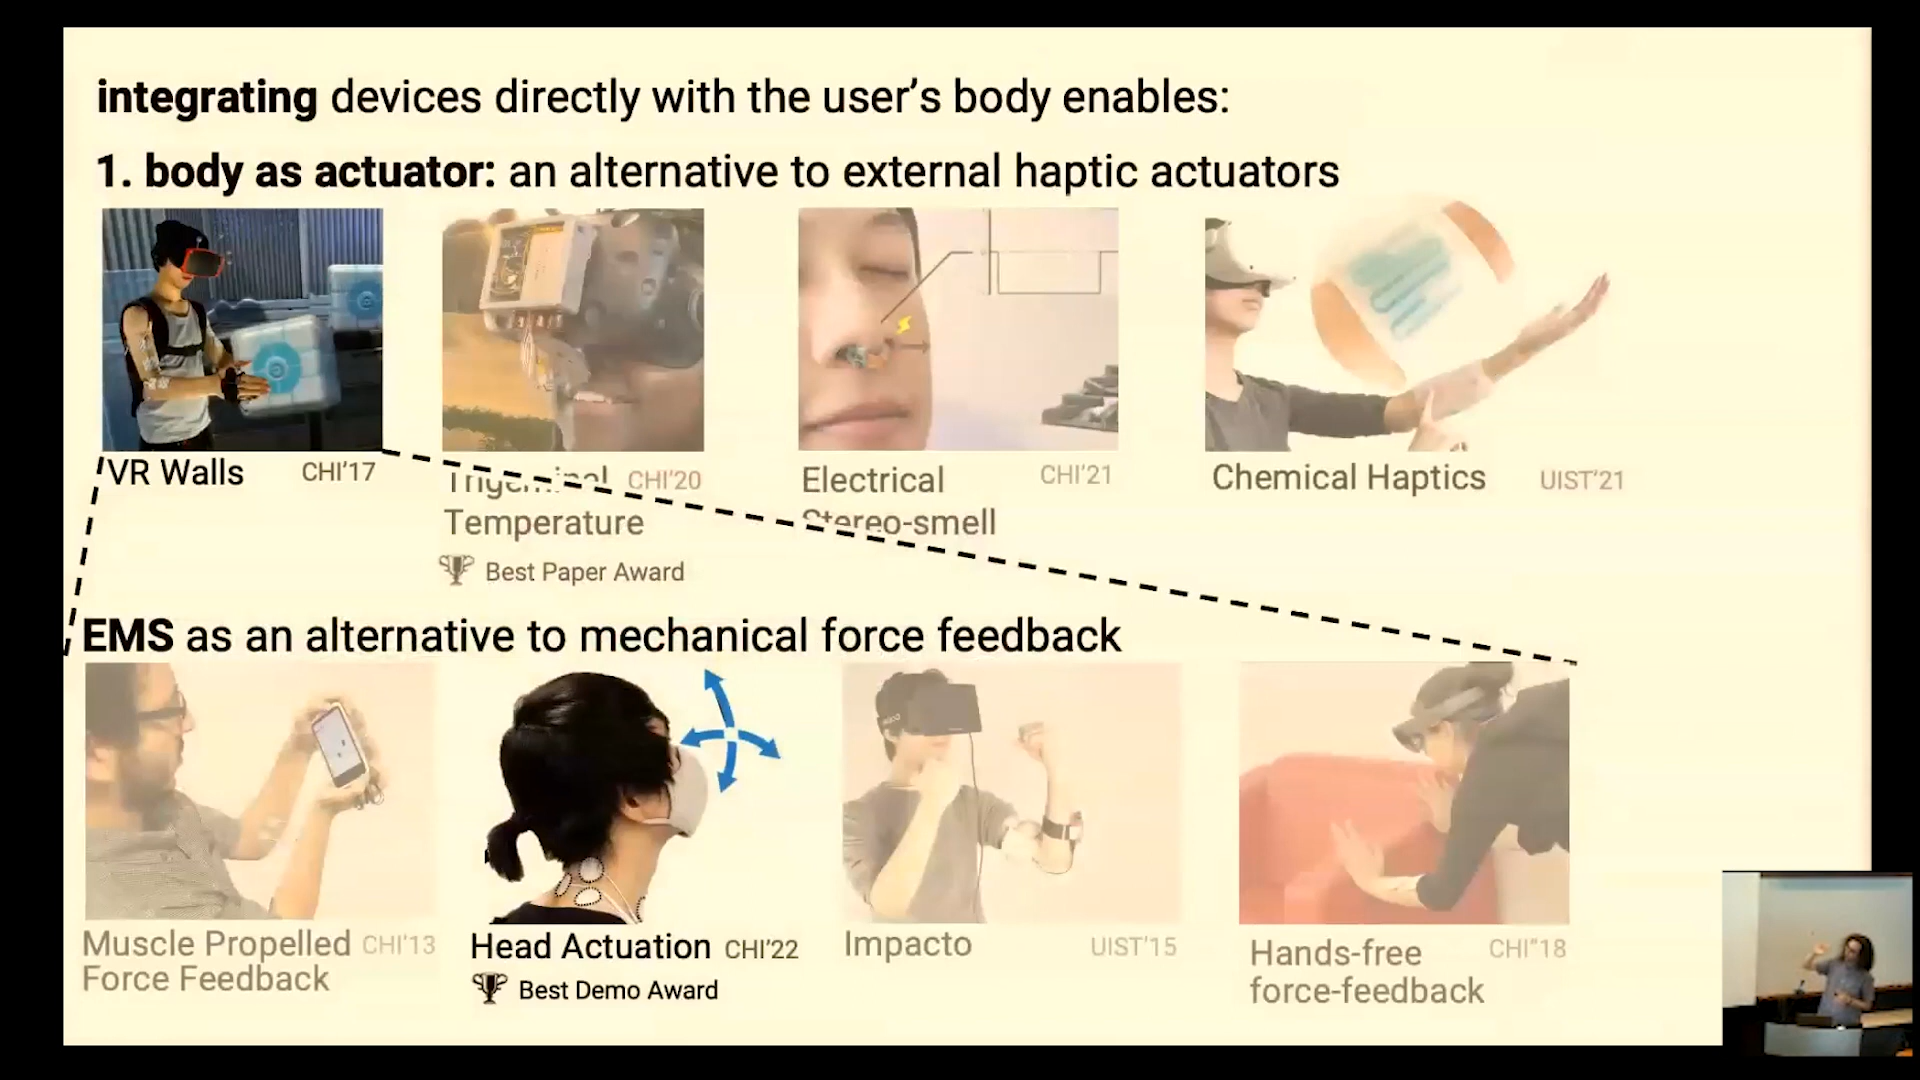 integrating devices directly with the user's body enables:
1. body as actuator: an alternative to external haptic actuators
VR Walls CHI'17
Trigeminal CHI'20
Temperature
Best Paper Award
Electrical CHI'21
Stereo-smell
Chemical Haptics UIST'21
EMS as an alternative to mechanical force feedback
Muscle Propelled CHI'13
Force Feedback
Head Actuation CHI'22
Best Demo Award
Impacto UIST'15
Hands-free CHI"18
force-feedback